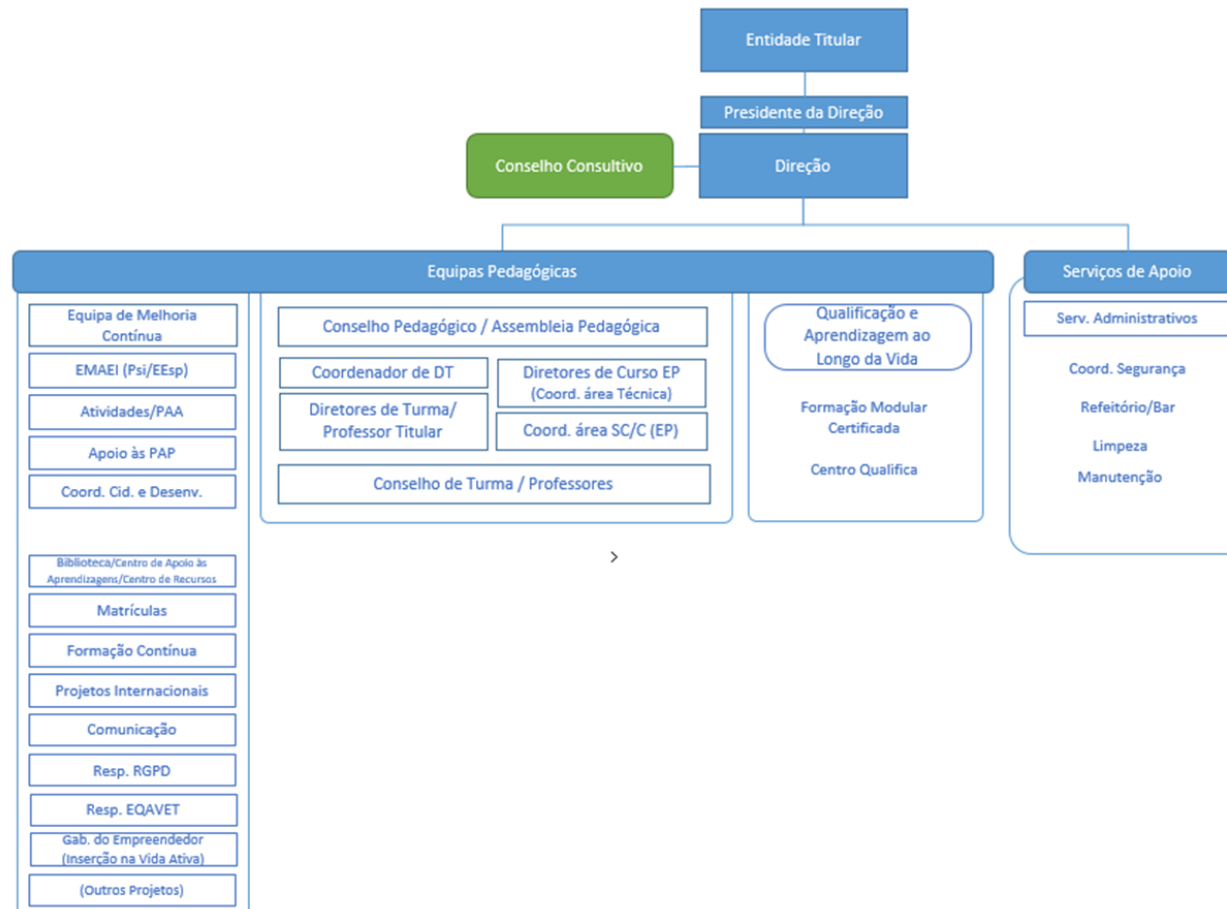 Entidade Titular
Presidente da Direção
Conselho Consultivo
Direção
Equipas Pedagógicas
Serviços de Apoio
Equipa de Melhoria
Contínua
EMAEI (Psi/EEsp)
Atividades/PAA
Apoio às PAP
Coord. Cid. e Desenv.
Biblioteca/Centro de Apoio às
Aprendizagens/Centro de Recursos
Matrículas
Formação Contínua
Projetos Internacionais
Comunicação
Resp. RGPD
Resp. EQAVET
Gab. do Empreendedor
(Inserção na Vida Ativa)
(Outros Projetos)
Conselho Pedagógico / Assembleia Pedagógica
Coordenador de DT
Diretores de Turma/
Professor Titular
Diretores de Curso EP
(Coord. área Técnica)
Coord. área SC/C (EP)
Conselho de Turma / Professores
Qualificação e
Aprendizagem ao
Longo da Vida
Formação Modular
Certificada
Centro Qualifica
Serv. Administrativos
Coord. Segurança
Refeitório/Bar
Limpeza
Manutenção